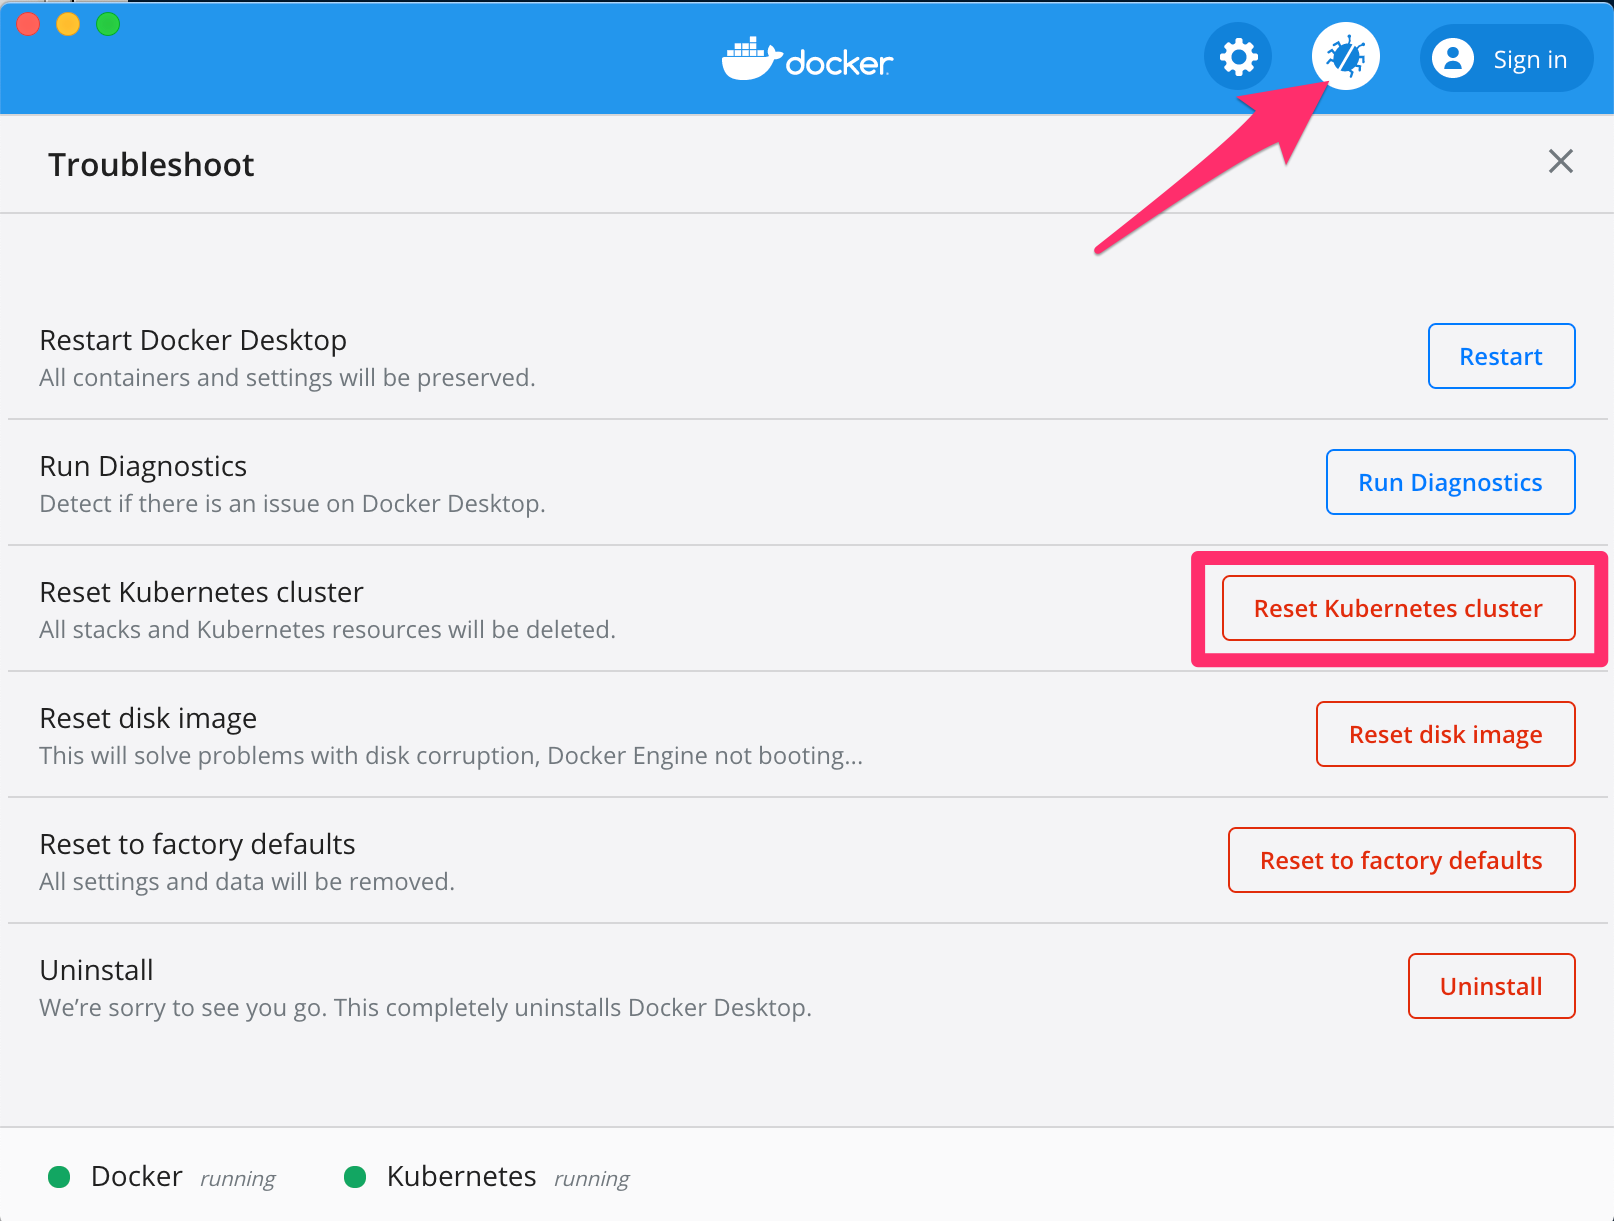 docker
Sign in
Troubleshoot
Restart Docker Desktop
All containers and settings will be preserved.
Restart
Run Diagnostics
Detect if there is an issue on Docker Desktop.
Run Diagnostics
Reset Kubernetes cluster
All stacks and Kubernetes resources will be deleted.
Reset Kubernetes cluster
Reset disk image
This will solve problems with disk corruption, Docker Engine not booting...
Reset disk image
Reset to factory defaults
All settings and data will be removed.
Reset to factory defaults
Uninstall
We’re sorry to see you go. This completely uninstalls Docker Desktop.
Uninstall
Docker running Kubernetes running